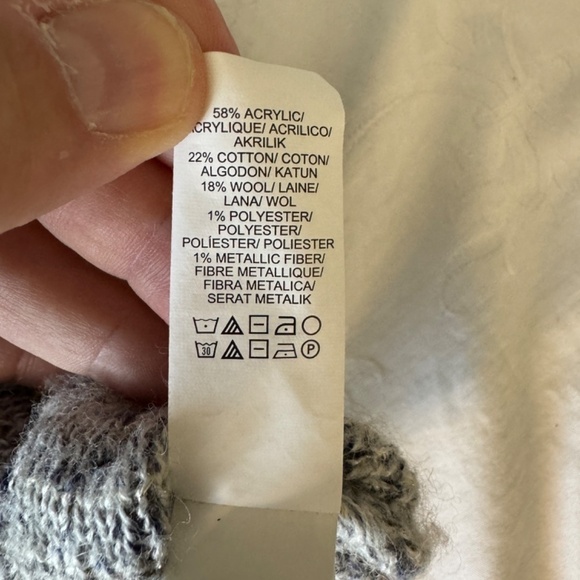 58% ACRYLIC/
ACRYLIQUE/ ACRILICO/
AKRILIK
22% COTTON/ COTON/
ALGODON/ KATUN
18% WOOL/ LAINE/
LANA/ WOL
1% POLYESTER/
POLYESTER/
POLÍESTER/ POLIESTER
1% METALLIC FIBER/
FIBRE METALLIQUE/
FIBRA METALICA/
SERAT METALIK
30 P